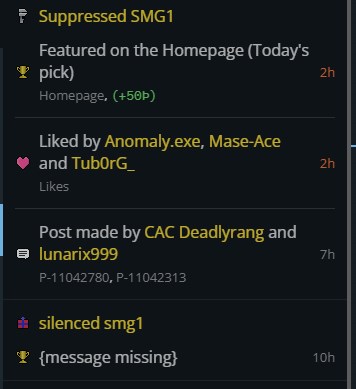 Suppressed SMG1
Featured on the Homepage (Today's
pick)
2h
Homepage, (+50Þ)
Liked by Anomaly.exe, Mase-Ace
and Tub0rG_
2h
Likes
Post made by CAC Deadlyrang and
lunarix999
7h
P-11042780, P-11042313
silenced smg1
{message missing}
10h